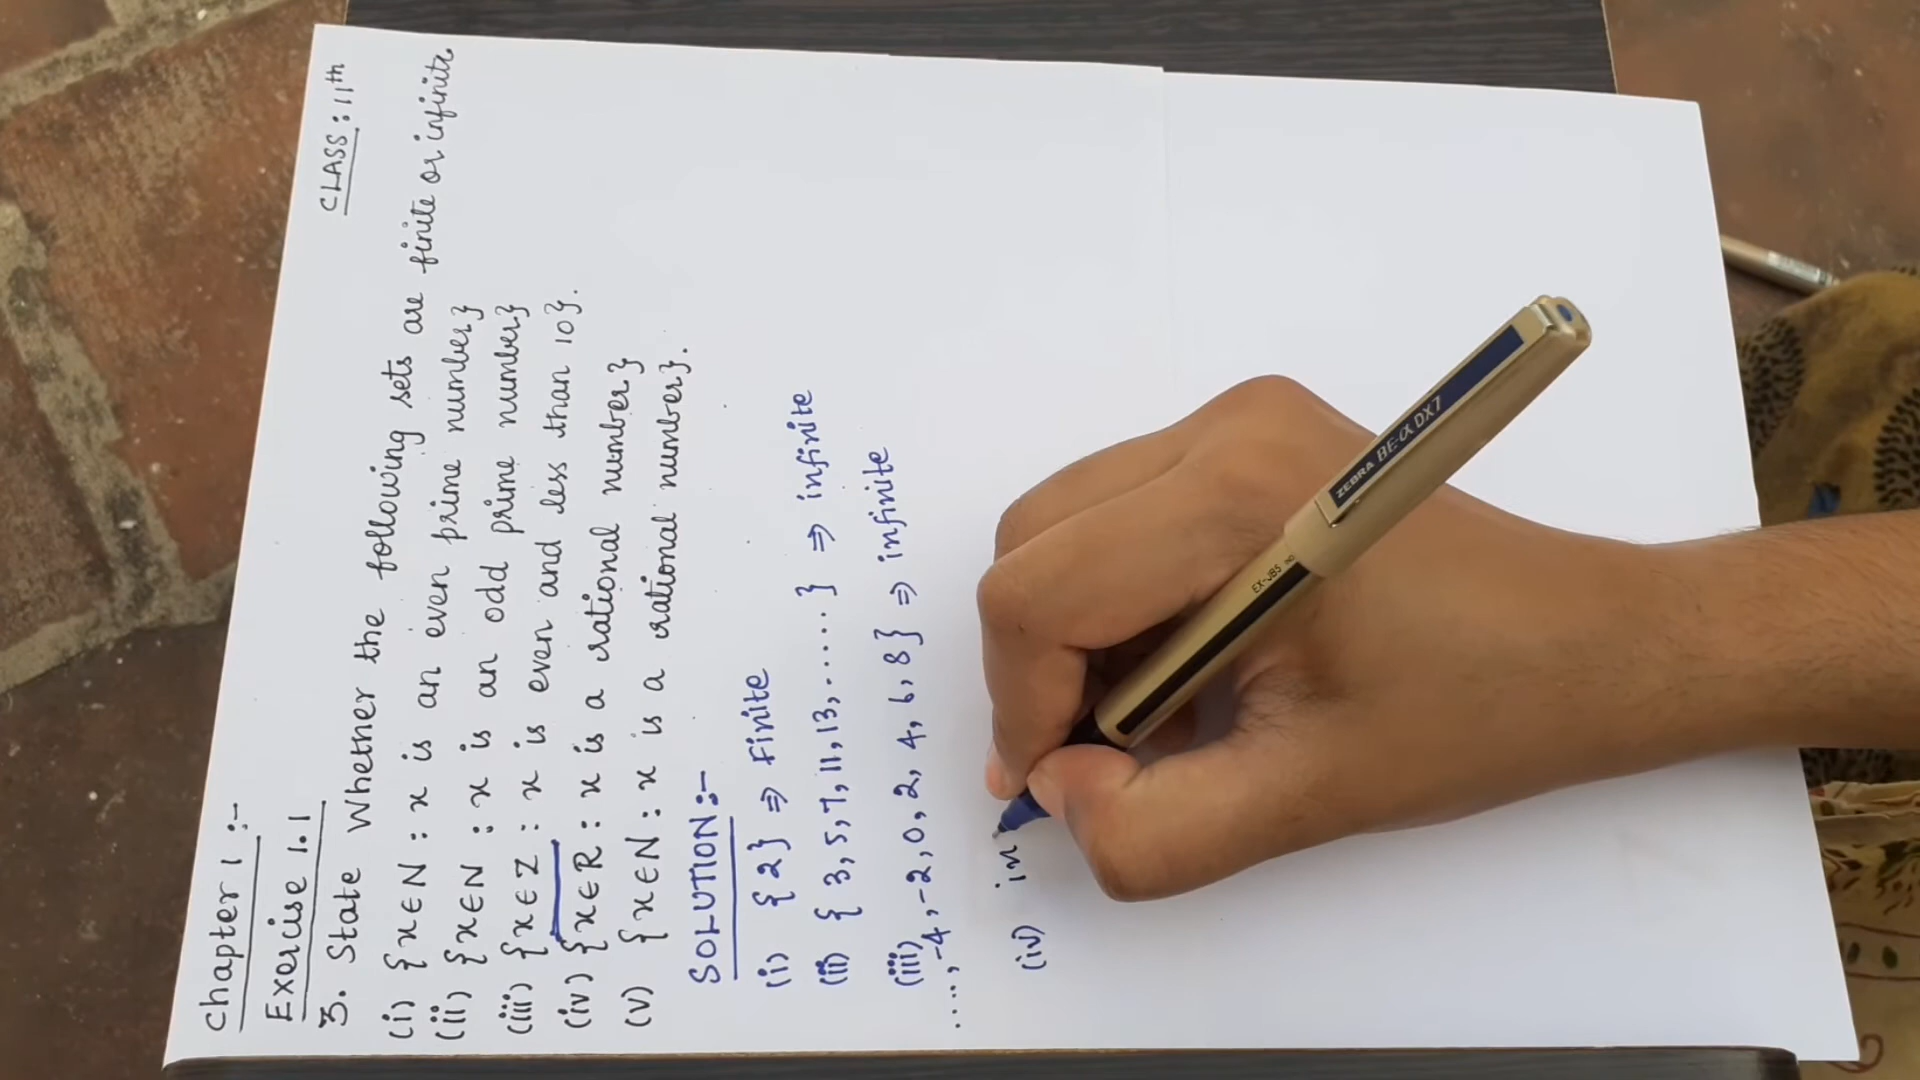 CLASS : 11th
Chapter 1 :-
Exercise 1.1
3. State Whether the following sets are finite or infinite
(i) {x∈N : x is an even prime number}
(ii) {x∈N : x is an odd prime number}
(iii) {x∈Z : x is even and less than 10}.
(iv) {x∈R : x is a rational number}
(v) {x∈N : x is a rational number}.
SOLUTION:-
(i) {2} ⇒ Finite
(ii) {3,5,7,11,13,.....} ⇒ infinite
(iii)
....,-4,-2,0,2,4,6,8} ⇒ infinite
(iv) in
ZEBRA BE-α DX7
EX-JB5